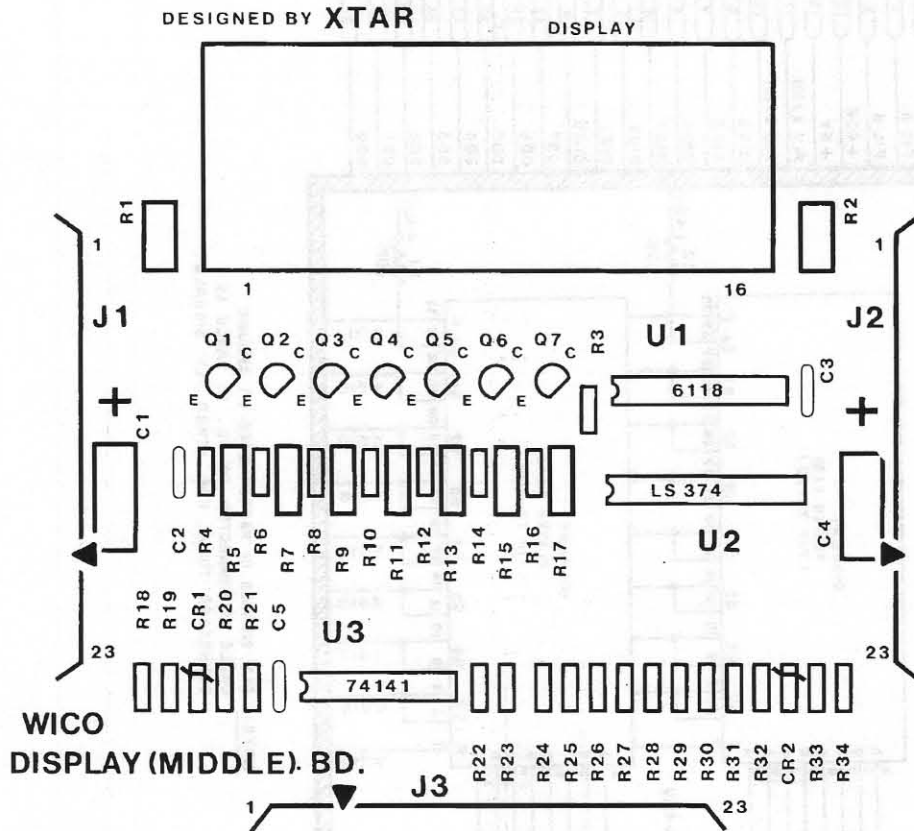 DESIGNED BY XTAR
DISPLAY
R1
R2
1
1
1
16
J1
J2
Q1 C Q2 C Q3 C Q4 C Q5 C Q6 C Q7 C
R3
U1
C3
E E E E E E E
6118
+
+
C1
LS 374
C2 R4 R5 R6 R7 R8 R9 R10 R11 R12 R13 R14 R15 R16 R17
U2
C4
R18 R19 CR1 R20 R21 C5
U3
23
23
74141
WICO
DISPLAY (MIDDLE). BD.
R22 R23 R24 R25 R26 R27 R28 R29 R30 R31 R32 CR2 R33 R34
J3
1
23